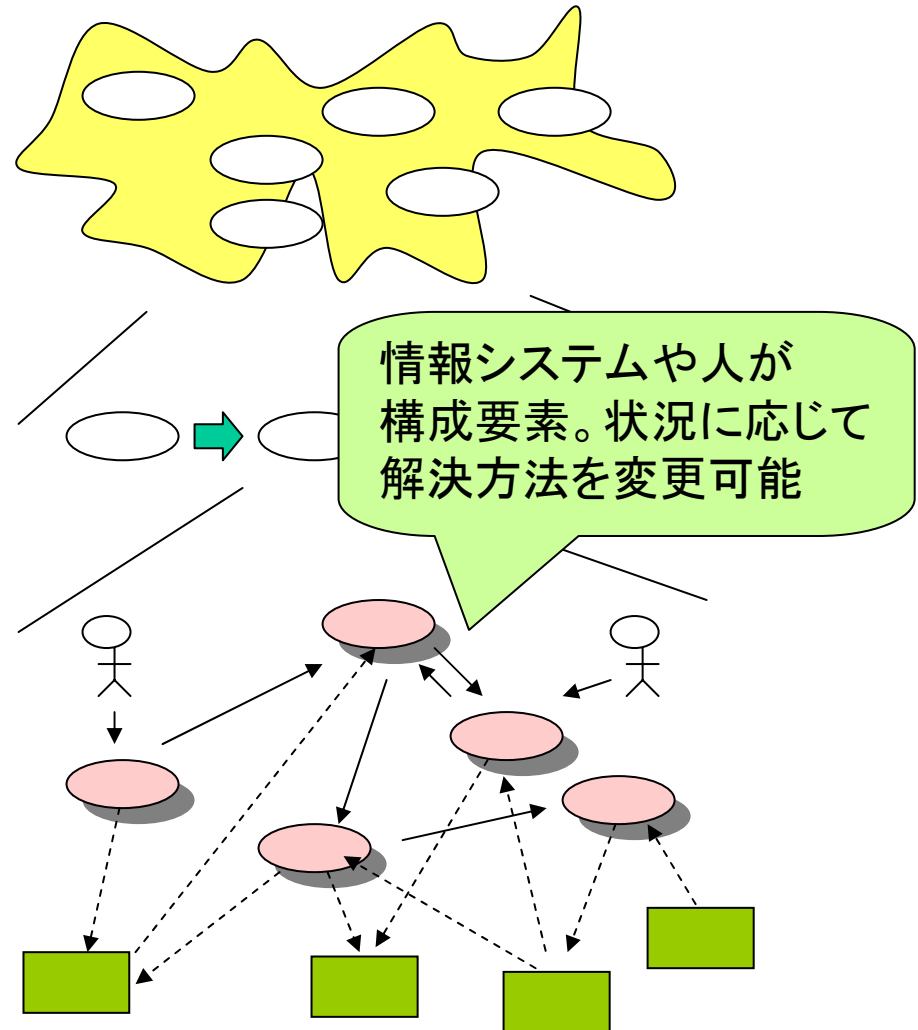 情報システムや人が
構成要素。状況に応じて
解決方法を変更可能